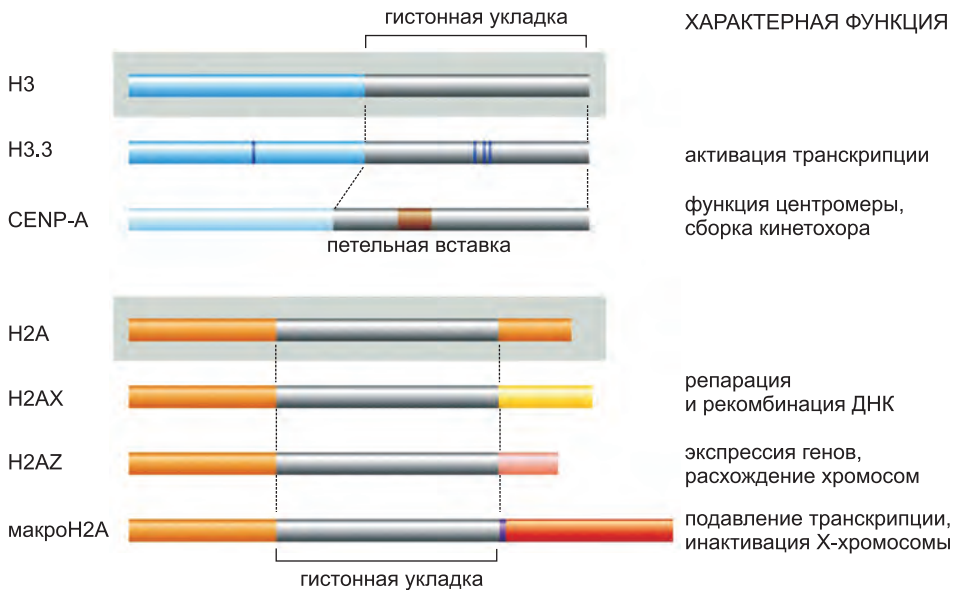 гистонная укладка
ХАРАКТЕРНАЯ ФУНКЦИЯ
H3
H3.3
активация транскрипции
CENP-A
функция центромеры,
сборка кинетохора
петельная вставка
H2A
H2AX
репарация
и рекомбинация ДНК
H2AZ
экспрессия генов,
расхождение хромосом
макроH2A
подавление транскрипции,
инактивация X-хромосомы
гистонная укладка